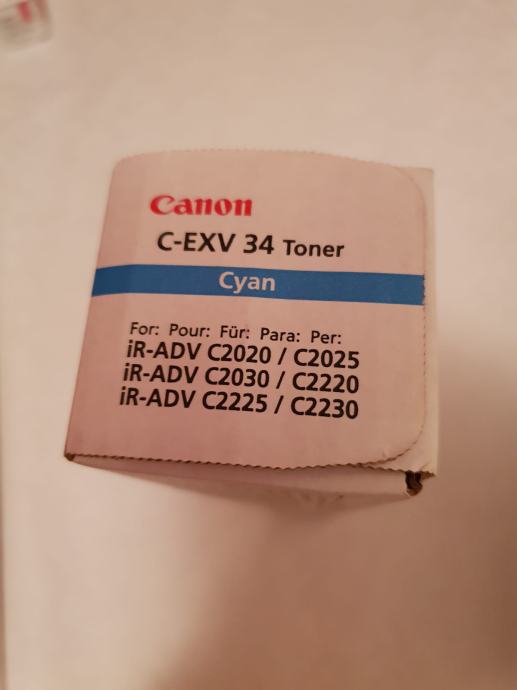 Canon
C-EXV 34 Toner
Cyan
For: Pour: Für: Para: Per:
iR-ADV C2020 / C2025
iR-ADV C2030 / C2220
iR-ADV C2225 / C2230